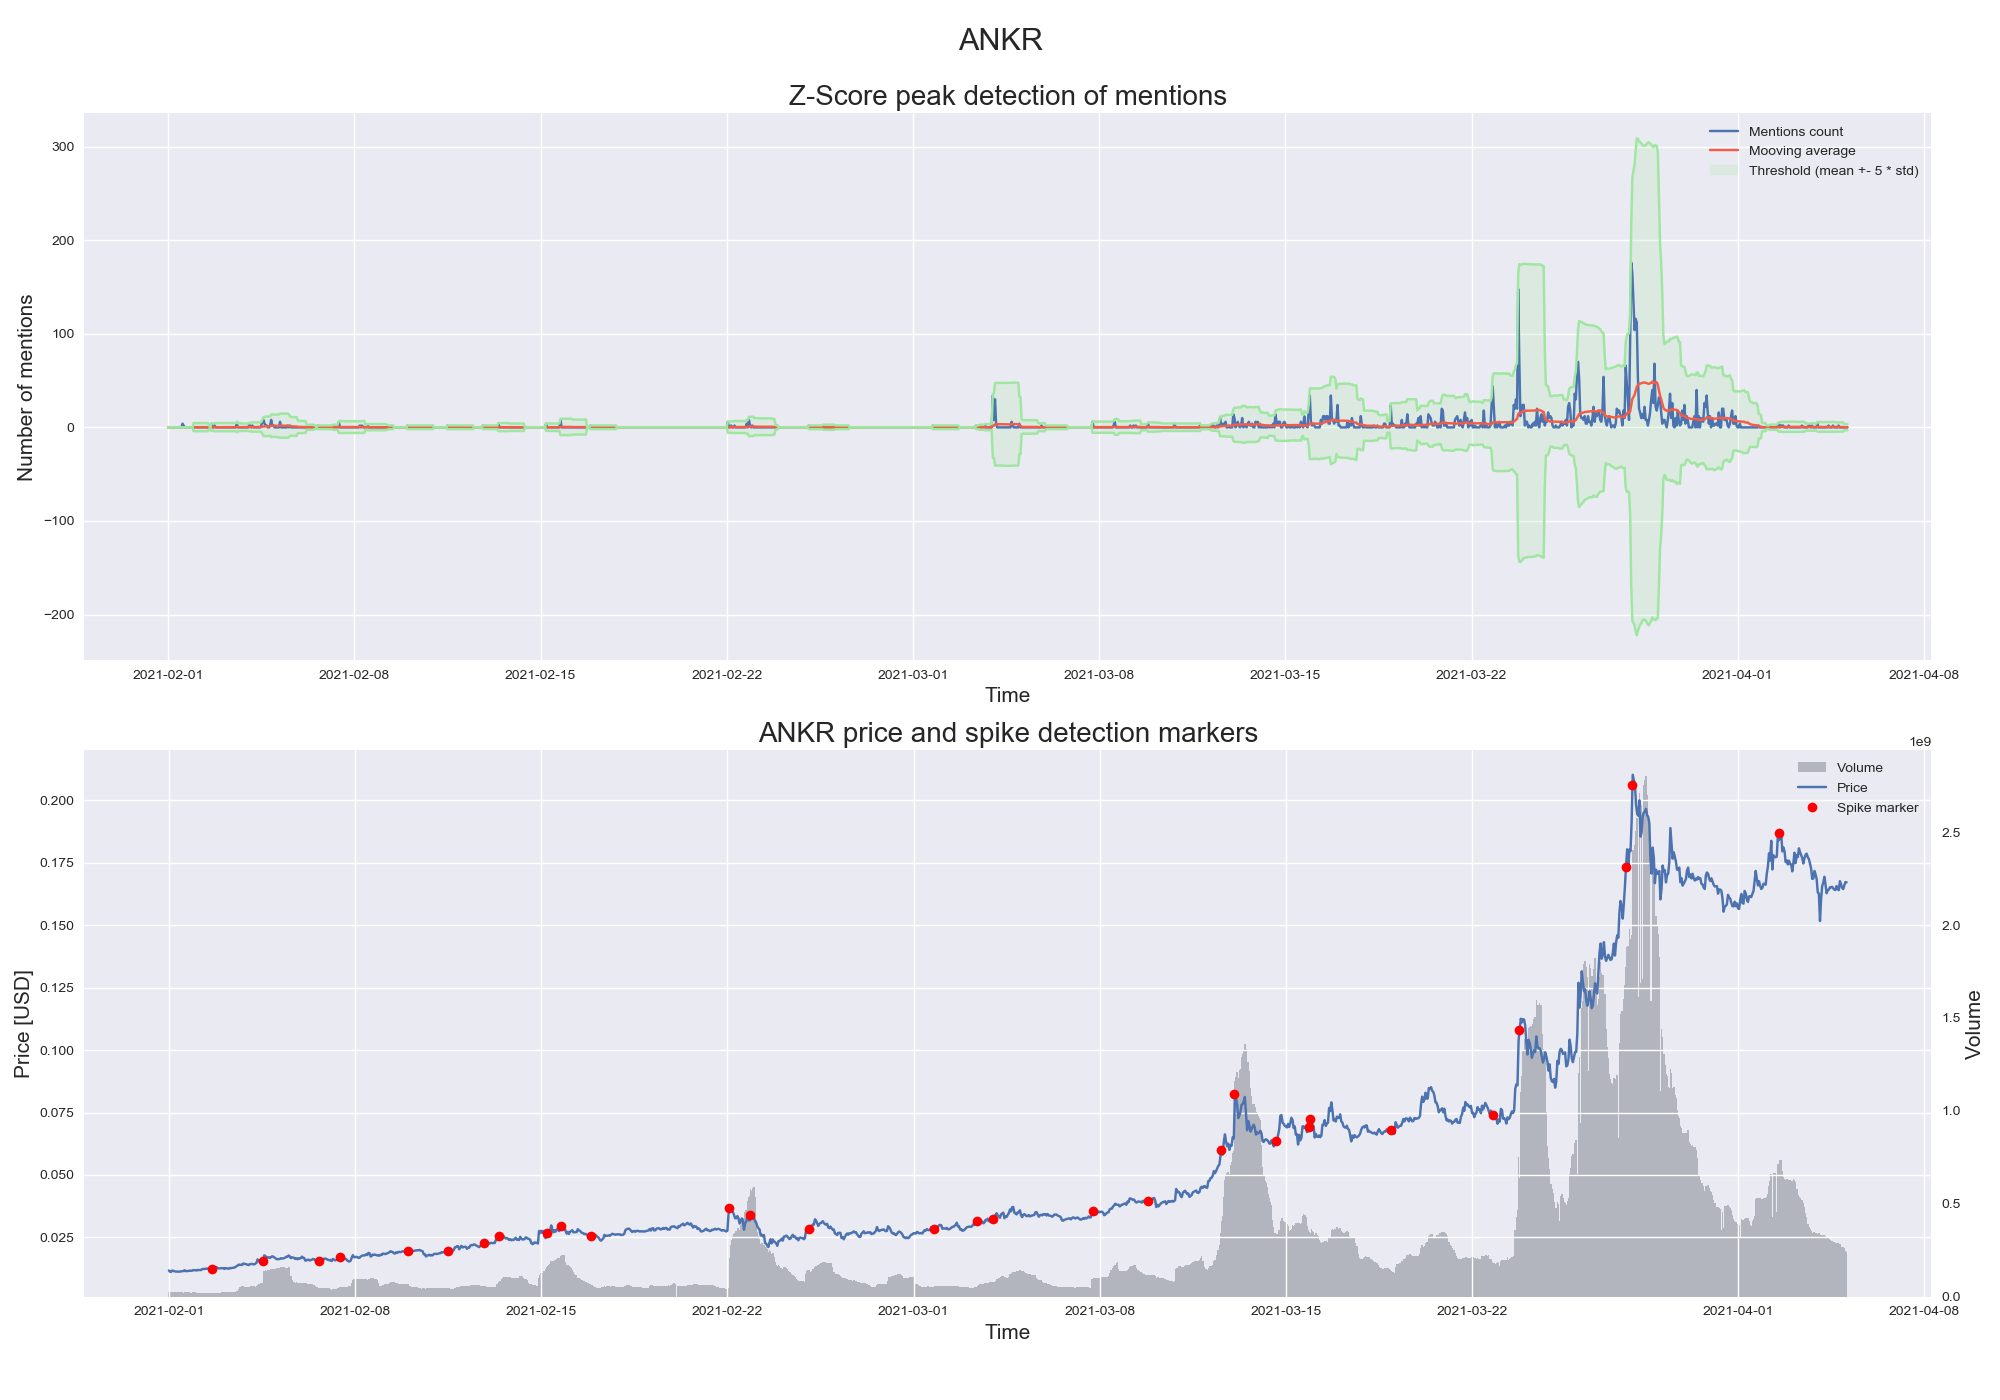 ANKR
Z-Score peak detection of mentions
Mentions count
Mooving average
Threshold (mean +- 5 * std)
Number of mentions
300
200
100
0
−100
−200
2021-02-01 2021-02-08 2021-02-15 2021-02-22 2021-03-01 2021-03-08 2021-03-15 2021-03-22 2021-04-01 2021-04-08
Time
ANKR price and spike detection markers
1e9
Volume
Price
Spike marker
Price [USD]
0.200
0.175
0.150
0.125
0.100
0.075
0.050
0.025
2.5
2.0
1.5
1.0
0.5
0.0
Volume
2021-02-01 2021-02-08 2021-02-15 2021-02-22 2021-03-01 2021-03-08 2021-03-15 2021-03-22 2021-04-01 2021-04-08
Time